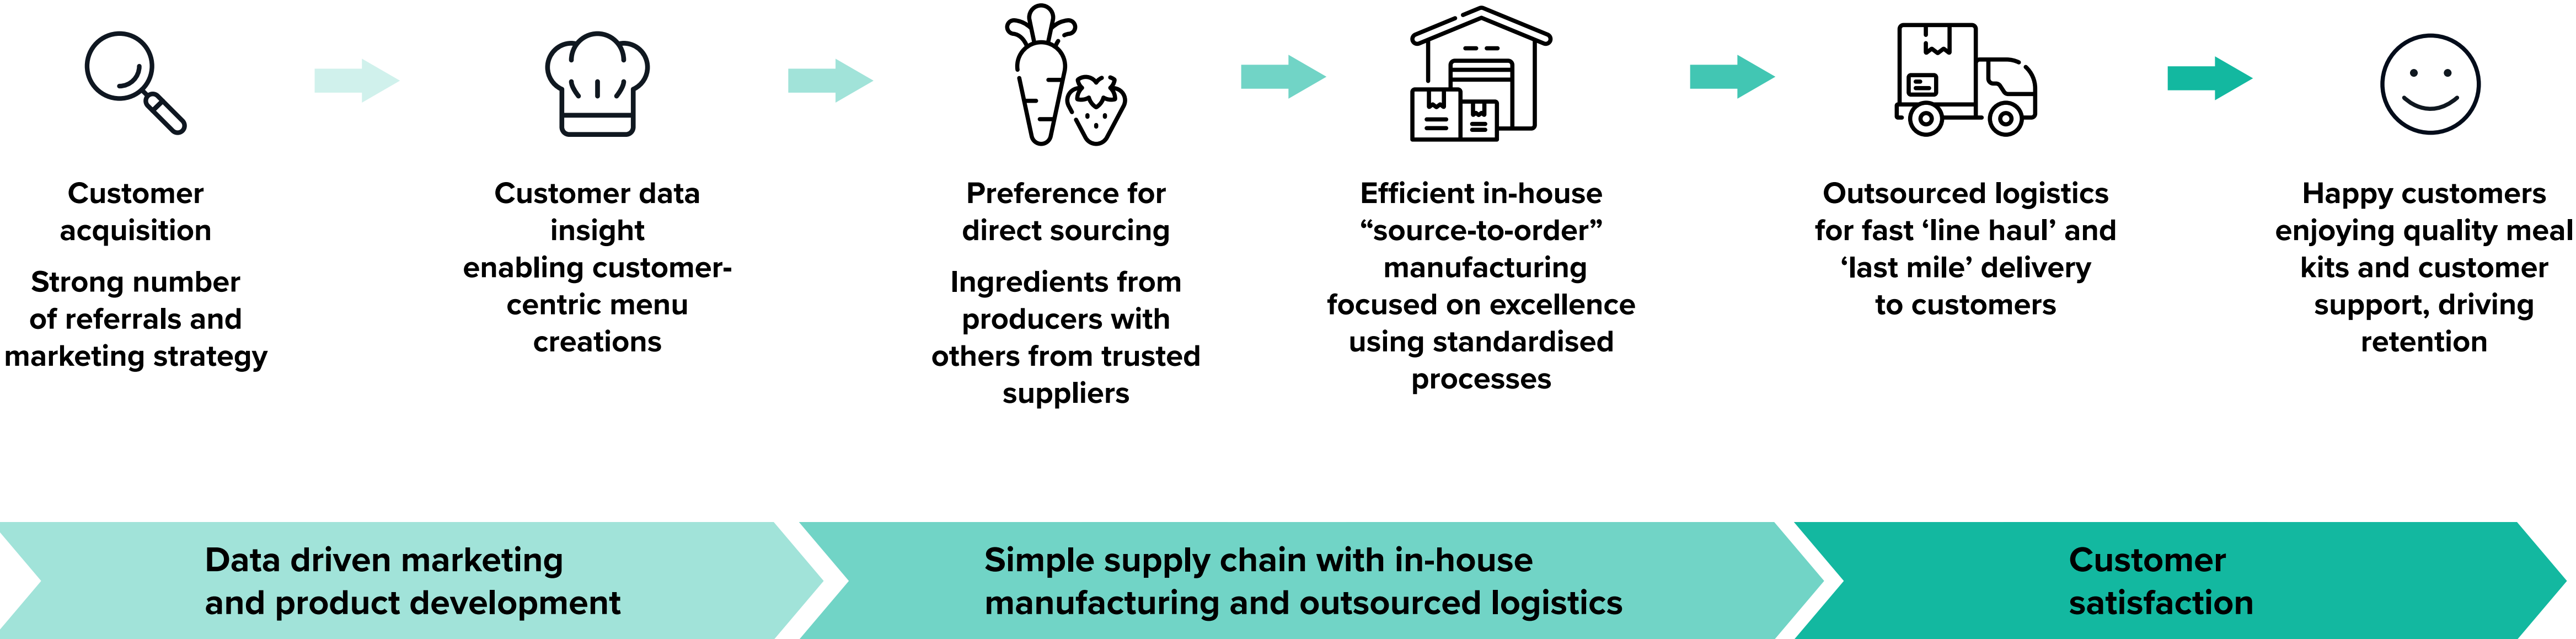 Customer
acquisition
Strong number
of referrals and
marketing strategy
Customer data
insight
enabling customer-
centric menu
creations
Preference for
direct sourcing
Ingredients from
producers with
others from trusted
suppliers
Efficient in-house
“source-to-order”
manufacturing
focused on excellence
using standardised
processes
Outsourced logistics
for fast ‘line haul’ and
‘last mile’ delivery
to customers
Happy customers
enjoying quality meal
kits and customer
support, driving
retention
Data driven marketing
and product development
Simple supply chain with in-house
manufacturing and outsourced logistics
Customer
satisfaction